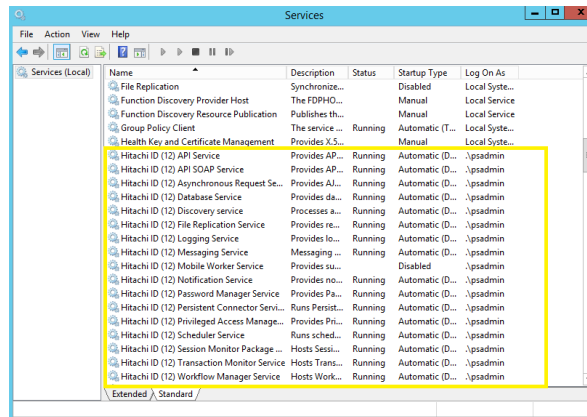 Services
File Action View Help
Services (Local)
Name Description Status Startup Type Log On As
File Replication Synchronize... Disabled Local Syste...
Function Discovery Provider Host The FDPHO... Manual Local Service
Function Discovery Resource Publication Publishes th... Manual Local Service
Group Policy Client The service ... Running Automatic (T... Local Syste...
Health Key and Certificate Management Provides X.5... Manual Local Syste...
Hitachi ID (12) API Service Provides AP... Running Automatic (D... .\psadmin
Hitachi ID (12) API SOAP Service Provides AP... Running Automatic (D... .\psadmin
Hitachi ID (12) Asynchronous Request Se... Provides AJ... Running Automatic (D... .\psadmin
Hitachi ID (12) Database Service Provides da... Running Automatic (D... .\psadmin
Hitachi ID (12) Discovery service Processes a... Running Automatic (D... .\psadmin
Hitachi ID (12) File Replication Service Provides re... Running Automatic (D... .\psadmin
Hitachi ID (12) Logging Service Provides lo... Running Automatic (D... .\psadmin
Hitachi ID (12) Messaging Service Messaging ... Running Automatic (D... .\psadmin
Hitachi ID (12) Mobile Worker Service Provides su... Disabled .\psadmin
Hitachi ID (12) Notification Service Provides no... Running Automatic (D... .\psadmin
Hitachi ID (12) Password Manager Service Provides Pa... Running Automatic (D... .\psadmin
Hitachi ID (12) Persistent Connector Servi... Runs Persist... Running Automatic (D... .\psadmin
Hitachi ID (12) Privileged Access Manage... Provides Pri... Running Automatic (D... .\psadmin
Hitachi ID (12) Scheduler Service Runs sched... Running Automatic (D... .\psadmin
Hitachi ID (12) Session Monitor Package ... Hosts Sessi... Running Automatic (D... .\psadmin
Hitachi ID (12) Transaction Monitor Service Hosts Trans... Running Automatic (D... .\psadmin
Hitachi ID (12) Workflow Manager Service Hosts Work... Running Automatic (D... .\psadmin
Extended Standard